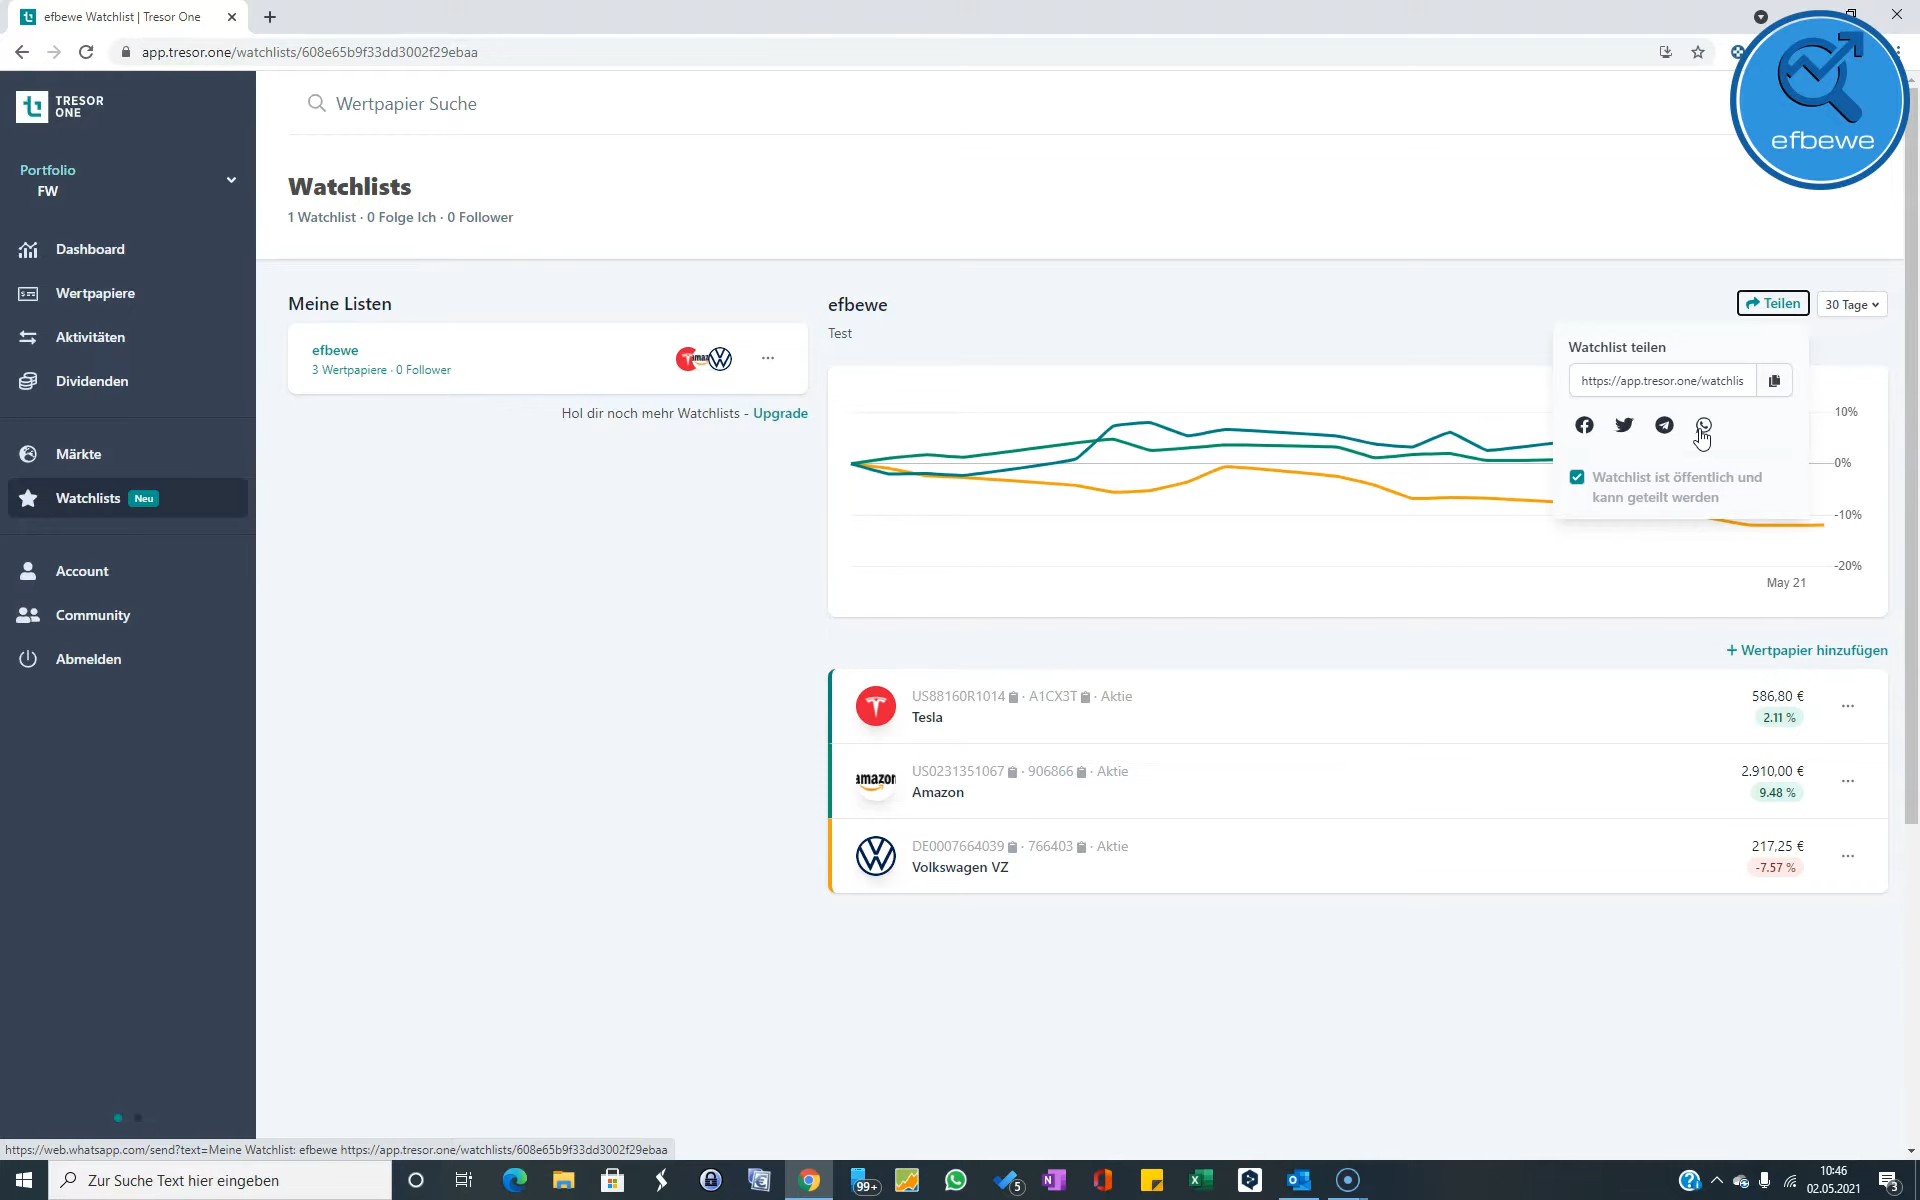 efbewe Watchlist | Tresor One
app.tresor.one/watchlists/608e65b9f33dd3002f29ebaa
efbewe
TRESOR
ONE
Portfolio
FW
Dashboard
Wertpapiere
Aktivitäten
Dividenden
Märkte
Watchlists Neu
Account
Community
Abmelden
Wertpapier Suche
Watchlists
1 Watchlist · 0 Folge Ich · 0 Follower
Meine Listen
efbewe
3 Wertpapiere · 0 Follower
Hol dir noch mehr Watchlists - Upgrade
efbewe
Test
Teilen
30 Tage
Watchlist teilen
https://app.tresor.one/watchlis
Watchlist ist öffentlich und
kann geteilt werden
10%
0%
-10%
-20%
May 21
+ Wertpapier hinzufügen
US88160R1014 · A1CX3T · Aktie
Tesla
586,80 €
2.11 %
amazon
US0231351067 · 906866 · Aktie
Amazon
2.910,00 €
9.48 %
DE0007664039 · 766403 · Aktie
Volkswagen VZ
217,25 €
-7.57 %
https://web.whatsapp.com/send?text=Meine Watchlist: efbewe https://app.tresor.one/watchlists/608e65b9f33dd3002f29ebaa
Zur Suche Text hier eingeben
99+
5
10:46
02.05.2021
3